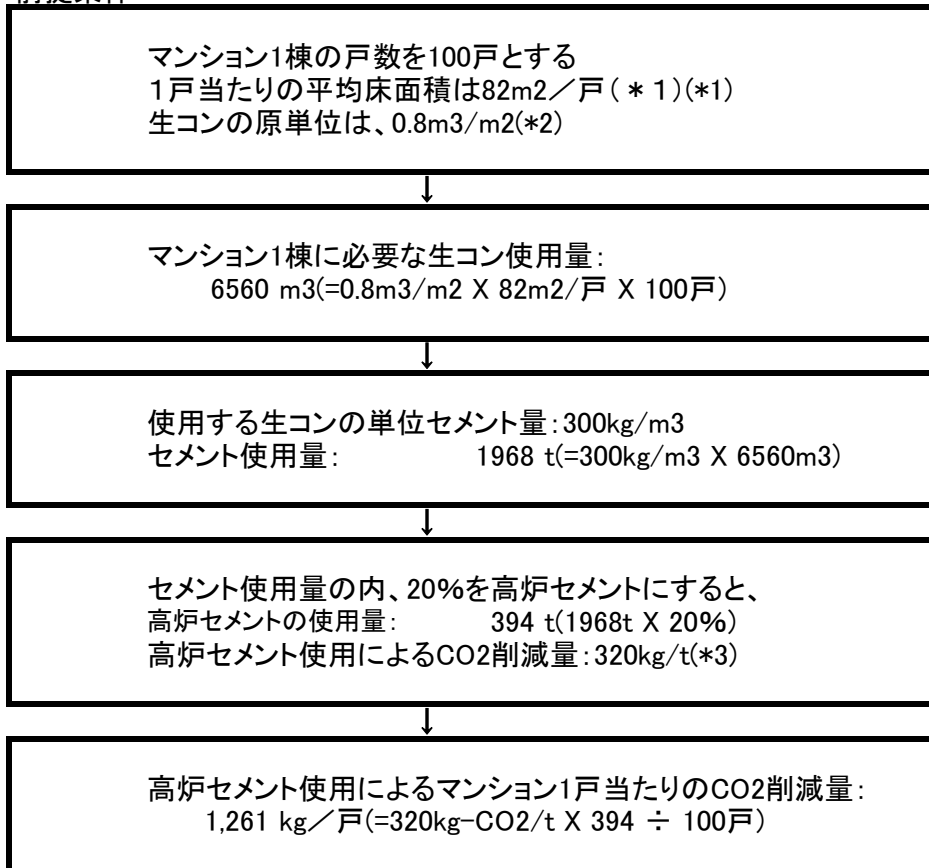 マンション1棟の戸数を100戸とする
１戸当たりの平均床面積は82m2／戸(＊1)(*1)
生コンの原単位は、0.8m3/m2(*2)
↓
マンション1棟に必要な生コン使用量:
6560 m3(=0.8m3/m2 X 82m2/戸 X 100戸)
↓
使用する生コンの単位セメント量:300kg/m3
セメント使用量: 1968 t(=300kg/m3 X 6560m3)
↓
セメント使用量の内、20%を高炉セメントにすると、
高炉セメントの使用量: 394 t(1968t X 20%)
高炉セメント使用によるCO2削減量:320kg/t(*3)
↓
高炉セメント使用によるマンション1戸当たりのCO2削減量:
1,261 kg／戸(=320kg-CO2/t X 394 ÷ 100戸)